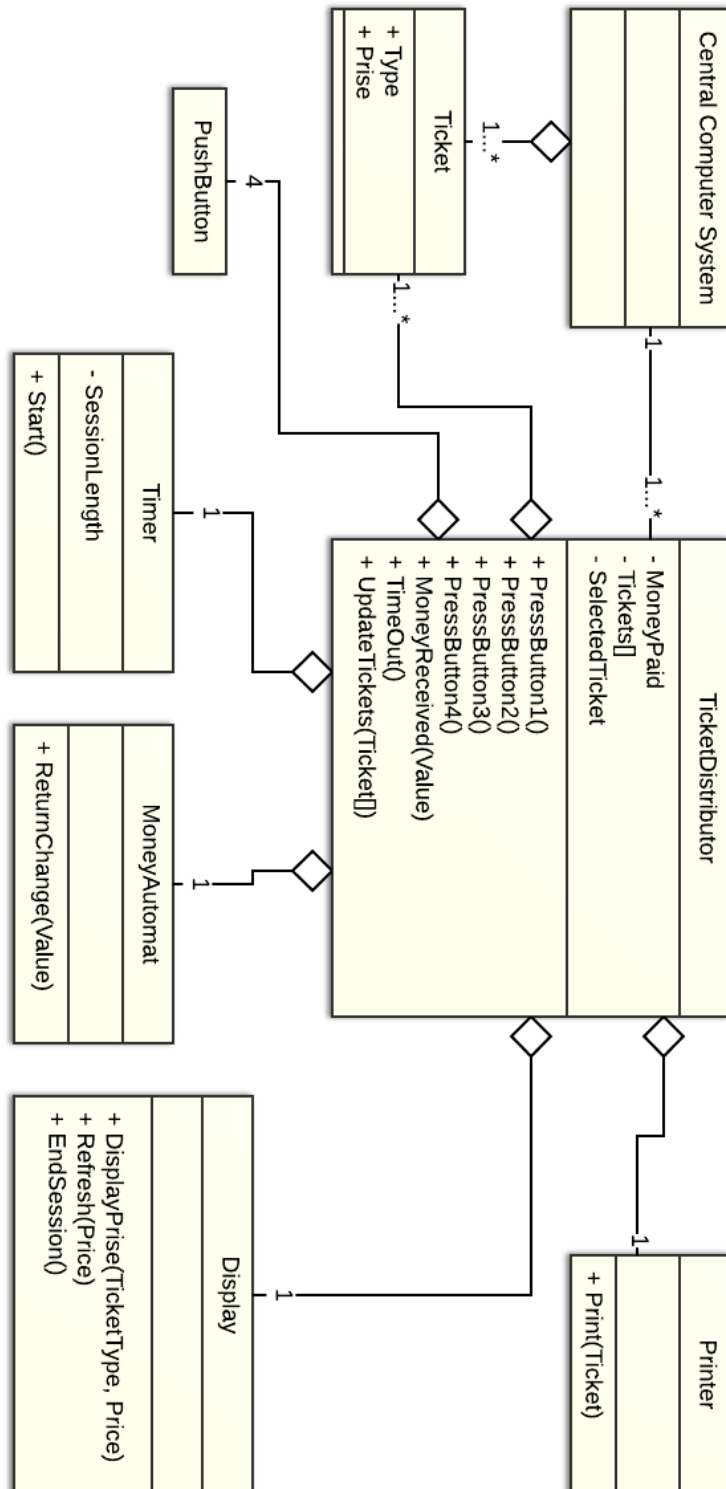 Central Computer System
1
1...*
1...*
Ticket
+ Type
+ Prise
1...*
PushButton
4
TicketDistributor
- MoneyPaid
- Tickets[]
- SelectedTicket
+ PressButton1()
+ PressButton2()
+ PressButton3()
+ PressButton4()
+ MoneyReceived(Value)
+ TimeOut()
+ UpdateTickets(Ticket[])
1
Timer
- SessionLength
+ Start()
1
MoneyAutomat
+ ReturnChange(Value)
1
Printer
+ Print(Ticket)
1
Display
+ DisplayPrise(TicketType, Price)
+ Refresh(Price)
+ EndSession()